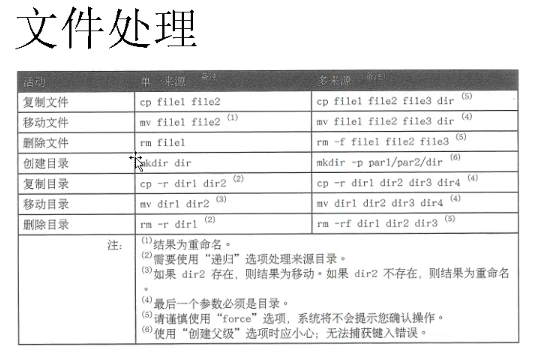 文件处理
活动 单一来源 备注 多来源 备注
复制文件 cp file1 file2 cp file1 file2 file3 dir (5)
移动文件 mv file1 file2 (1) mv file1 file2 file3 dir (4)
删除文件 rm file1 rm -f file1 file2 file3 (5)
创建目录 mkdir dir mkdir -p par1/par2/dir (6)
复制目录 cp -r dir1 dir2 (2) cp -r dir1 dir2 dir3 dir4 (4)
移动目录 mv dir1 dir2 (3) mv dir1 dir2 dir3 dir4 (4)
删除目录 rm -r dir1 (2) rm -rf dir1 dir2 dir3 (5)
注: (1)结果为重命名。
(2)需要使用“递归”选项处理来源目录。
(3)如果 dir2 存在，则结果为移动。如果 dir2 不存在，则结果为重命名
。
(4)最后一个参数必须是目录。
(5)请谨慎使用“force”选项，系统将不会提示您确认操作。
(6)使用“创建父级”选项时应小心；无法捕获键入错误。